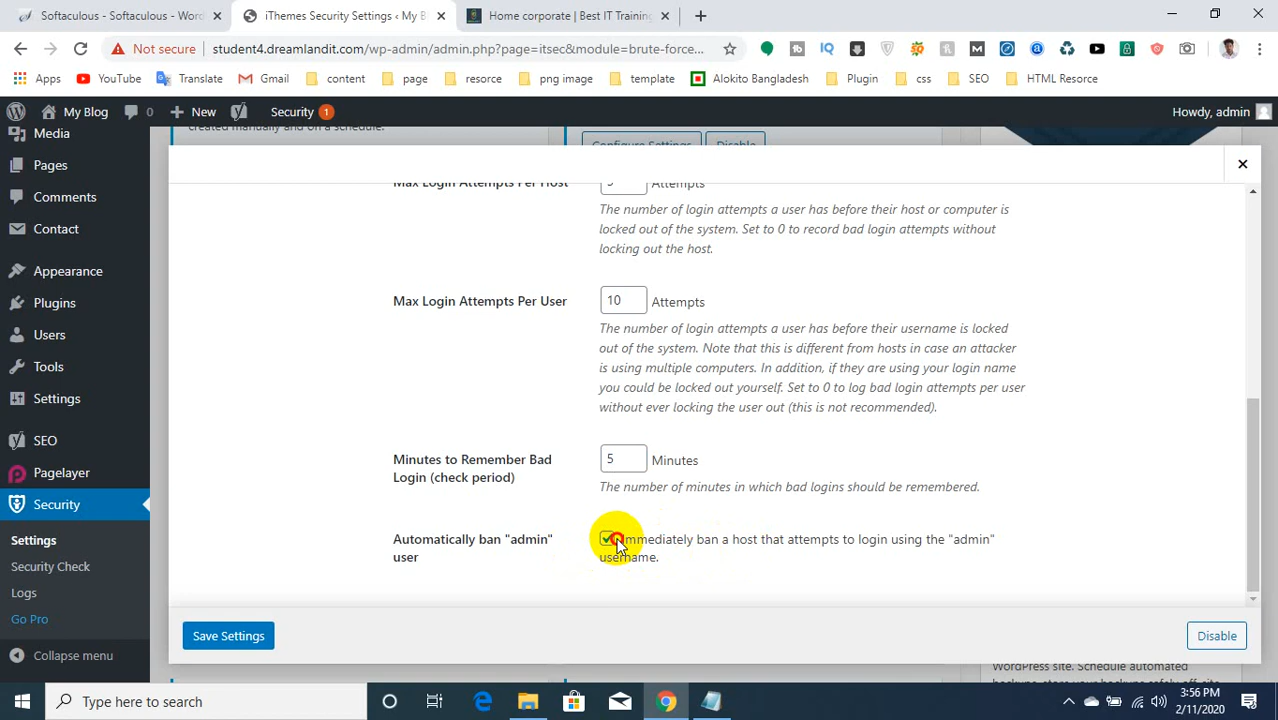 Softaculous - Softaculous - Wor
iThemes Security Settings ‹ My B
Home corporate | Best IT Training
Not secure
student4.dreamlandit.com/wp-admin/admin.php?page=itsec&module=brute-force...
Apps
YouTube
Translate
Gmail
content
page
resorce
png image
template
Alokito Bangladesh
Plugin
css
SEO
HTML Resorce
My Blog
0
New
Security 1
Howdy, admin
Media
Pages
Comments
Contact
Appearance
Plugins
Users
Tools
Settings
SEO
Pagelayer
Security
Settings
Security Check
Logs
Go Pro
Collapse menu
created manually and on a schedule.
Configure Settings
Disable
Max Login Attempts Per Host
Attempts
The number of login attempts a user has before their host or computer is
locked out of the system. Set to 0 to record bad login attempts without
locking out the host.
Max Login Attempts Per User
10 Attempts
The number of login attempts a user has before their username is locked
out of the system. Note that this is different from hosts in case an attacker
is using multiple computers. In addition, if they are using your login name
you could be locked out yourself. Set to 0 to log bad login attempts per user
without ever locking the user out (this is not recommended).
Minutes to Remember Bad
Login (check period)
5 Minutes
The number of minutes in which bad logins should be remembered.
Automatically ban "admin"
user
Immediately ban a host that attempts to login using the "admin"
username.
Save Settings
Disable
WordPress site. Schedule automated
Type here to search
3:56 PM
2/11/2020